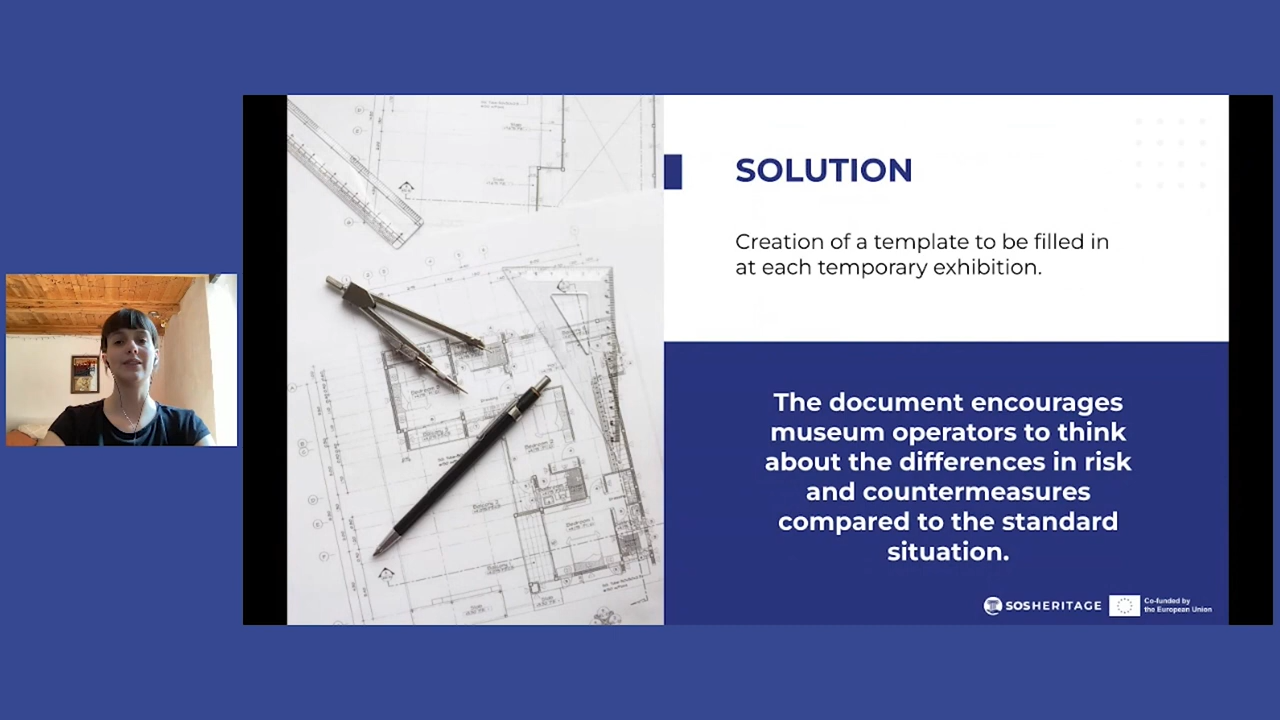 SOLUTION
Creation of a template to be filled in
at each temporary exhibition.
The document encourages
museum operators to think
about the differences in risk
and countermeasures
compared to the standard
situation.
SOSHERITAGE
Co-funded by
the European Union